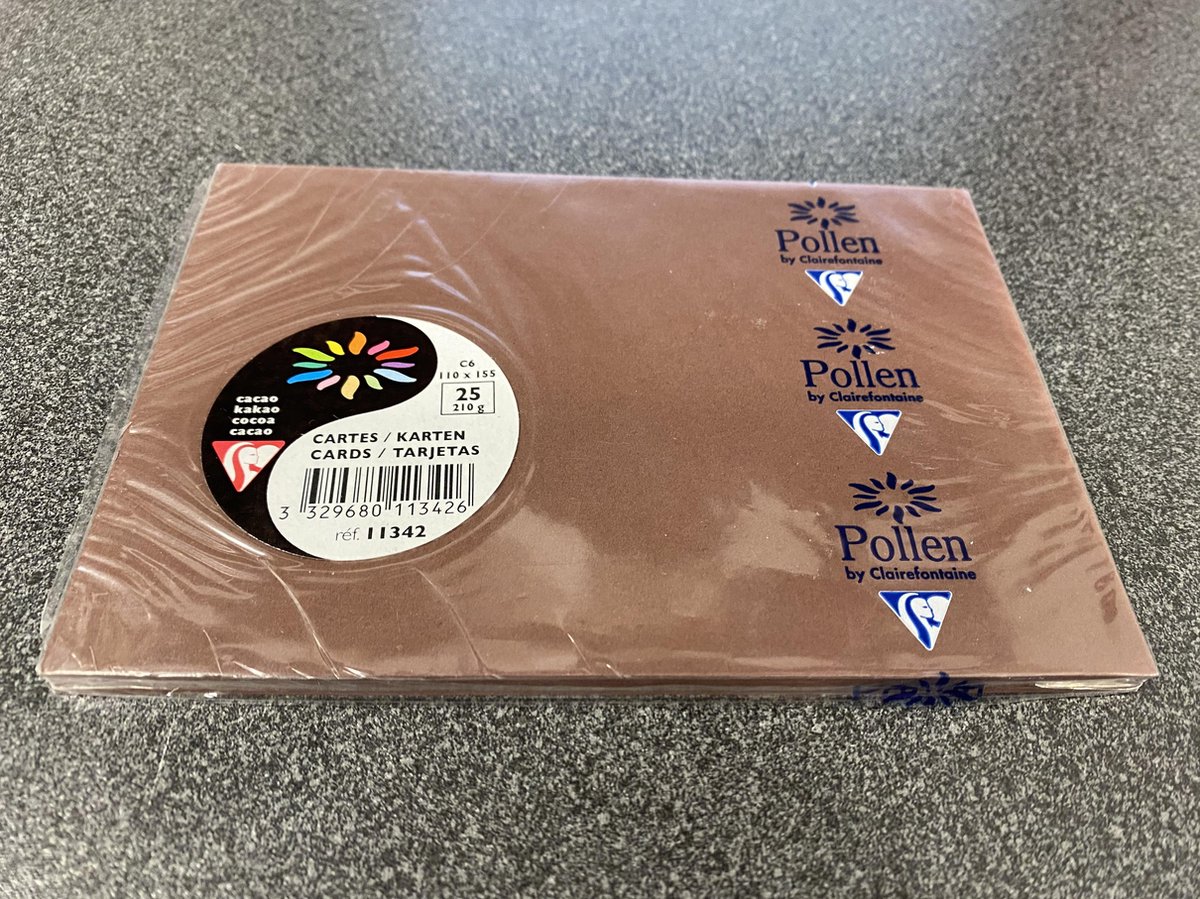 Pollen
by Clairefontaine
Pollen
by Clairefontaine
Pollen
by Clairefontaine
C6
110 x 155
25
210 g
cacao
kakao
cocoa
cacao
CARTES / KARTEN
CARDS / TARJETAS
3 329680 113426
réf. 11342